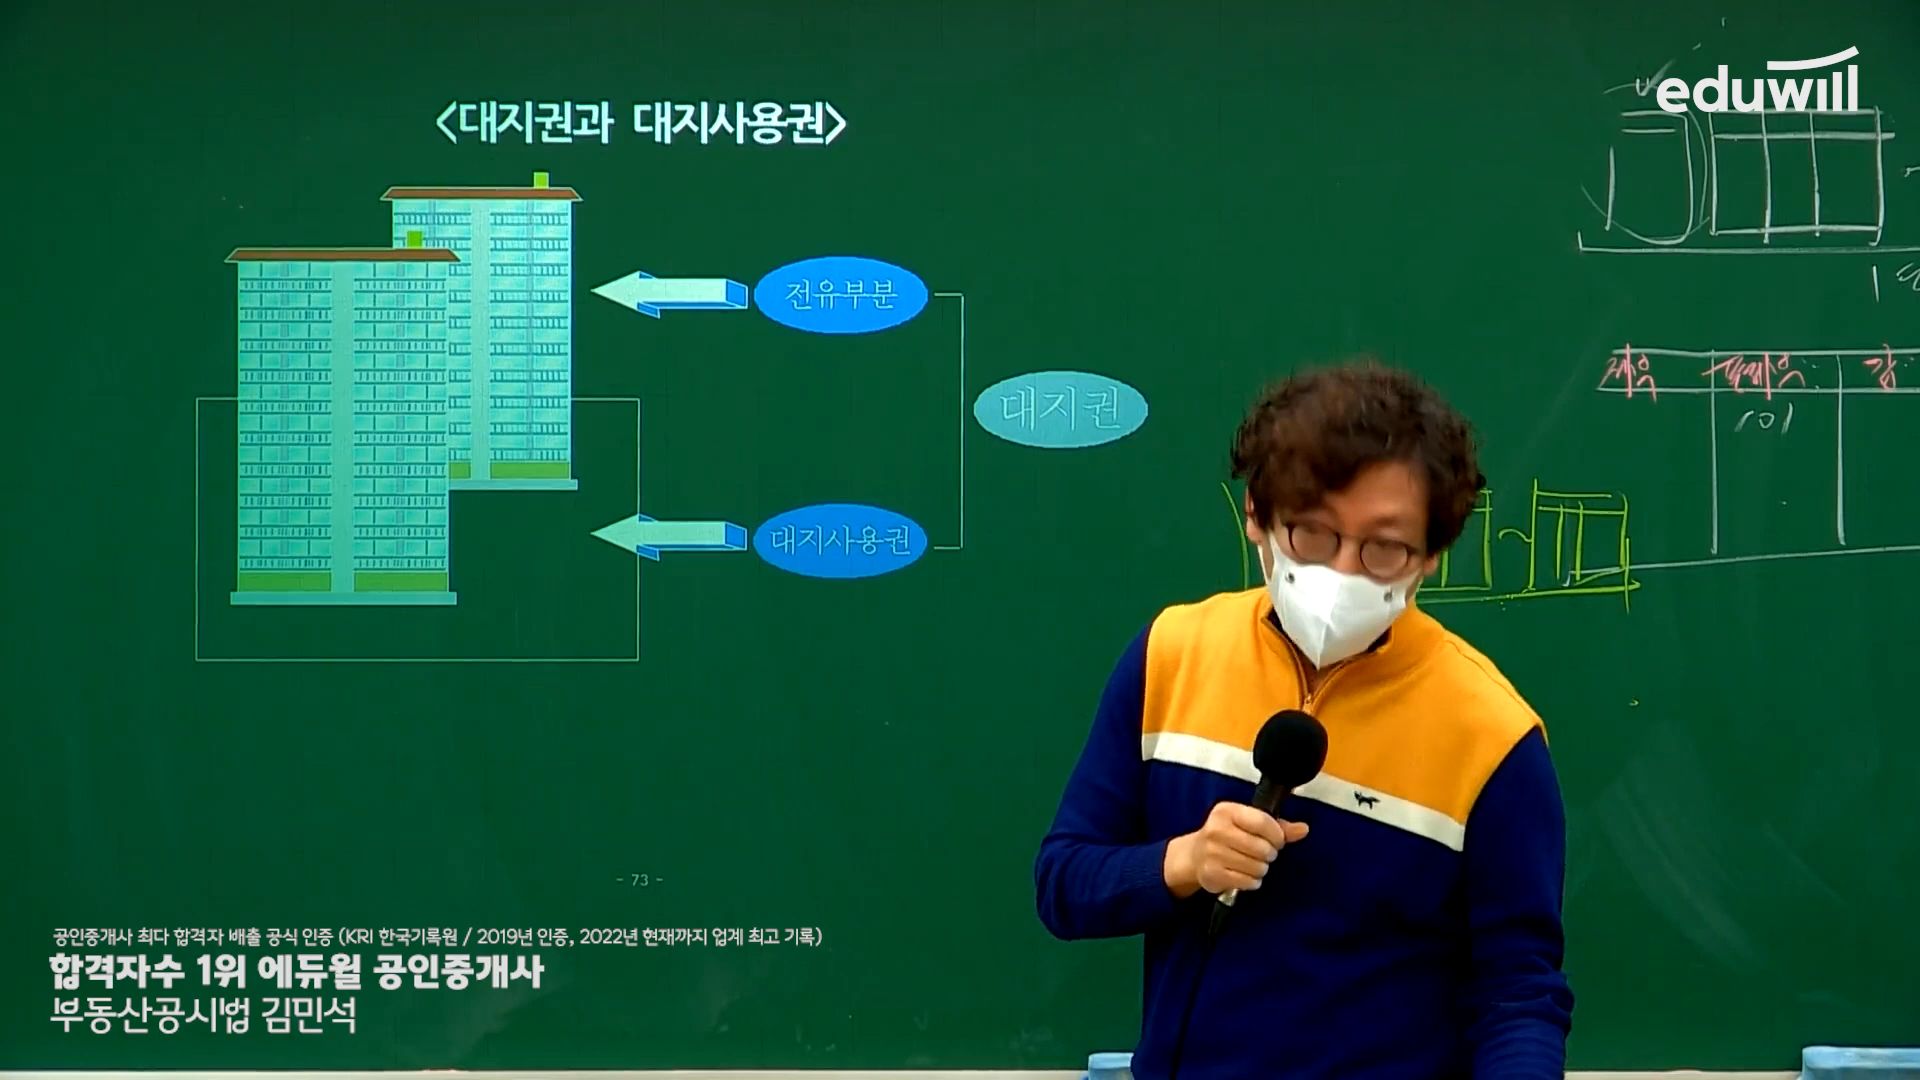 eduwill
<대지권과 대지사용권>
전유부분
대지권
대지사용권
101
- 73 -
공인중개사 최다 합격자 배출 공식 인증 (KRI 한국기록원 / 2019년 인증, 2022년 현재까지 업계 최고 기록)
합격자수 1위 에듀윌 공인중개사
부동산공시법 김민석